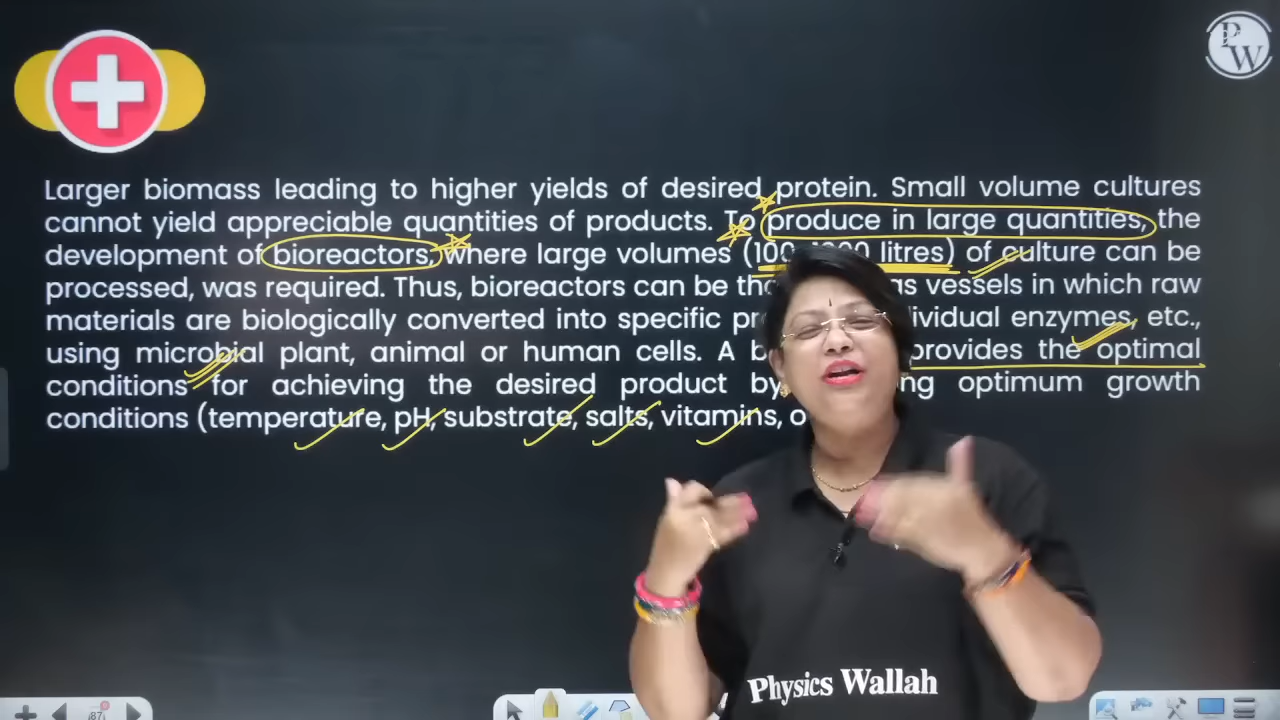 PW
Larger biomass leading to higher yields of desired protein. Small volume cultures
cannot yield appreciable quantities of products. To produce in large quantities, the
development of bioreactors, where large volumes (100 litres) of culture can be
processed, was required. Thus, bioreactors can be as vessels in which raw
materials are biologically converted into specific enzymes, etc.,
using microbial plant, animal or human cells. A provides the optimal
conditions for achieving the desired product by optimum growth
conditions (temperature, pH, substrate, salts, vitamins,
Physics Wallah
87